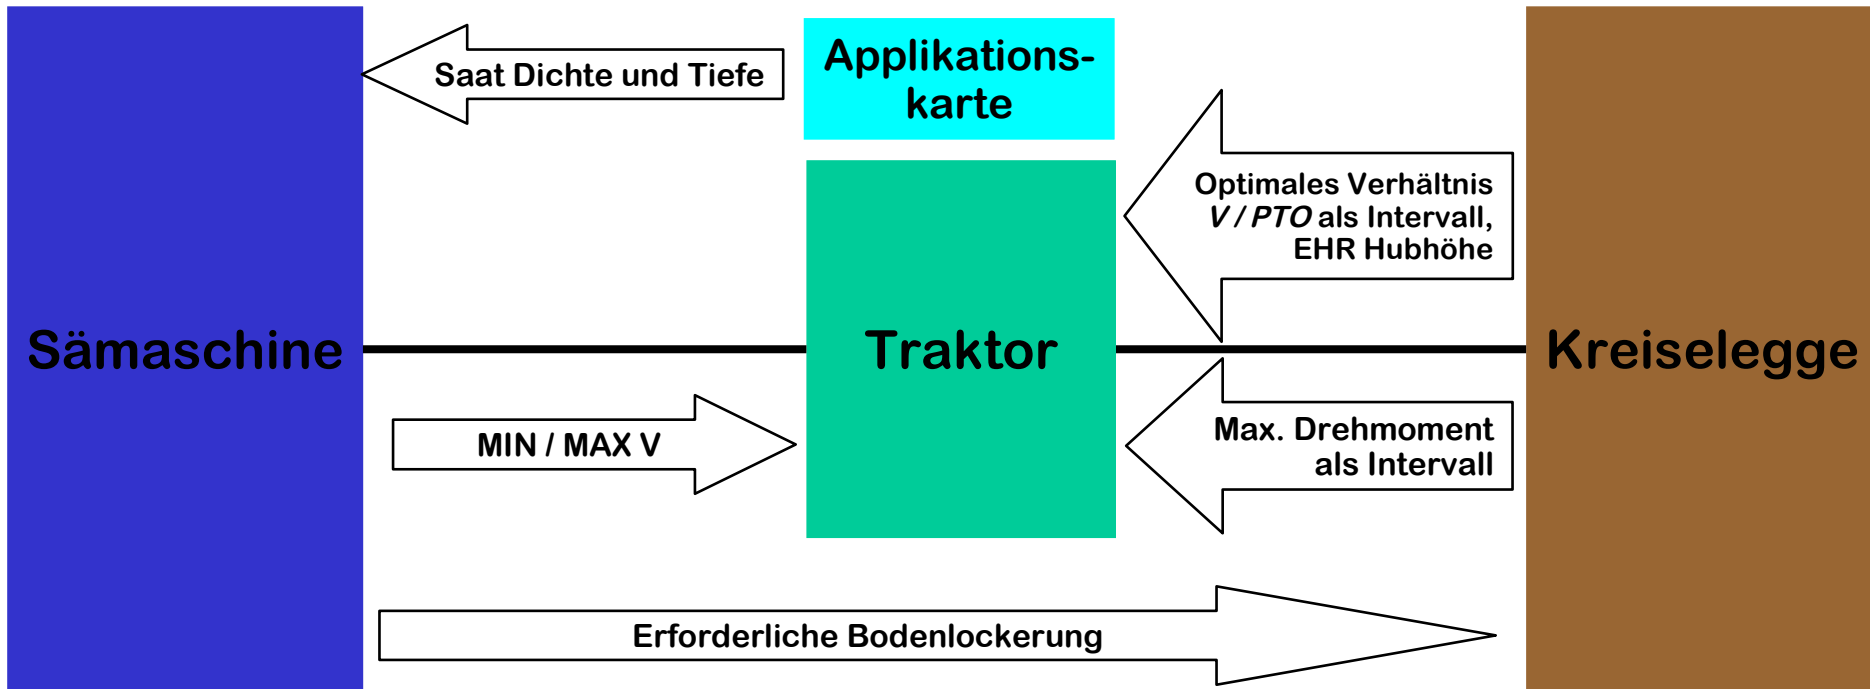 Saat Dichte und Tiefe
Applikations-
karte
Optimales Verhältnis
V / PTO als Intervall,
EHR Hubhöhe
Sämaschine
Traktor
Kreiselegge
MIN / MAX V
Max. Drehmoment
als Intervall
Erforderliche Bodenlockerung